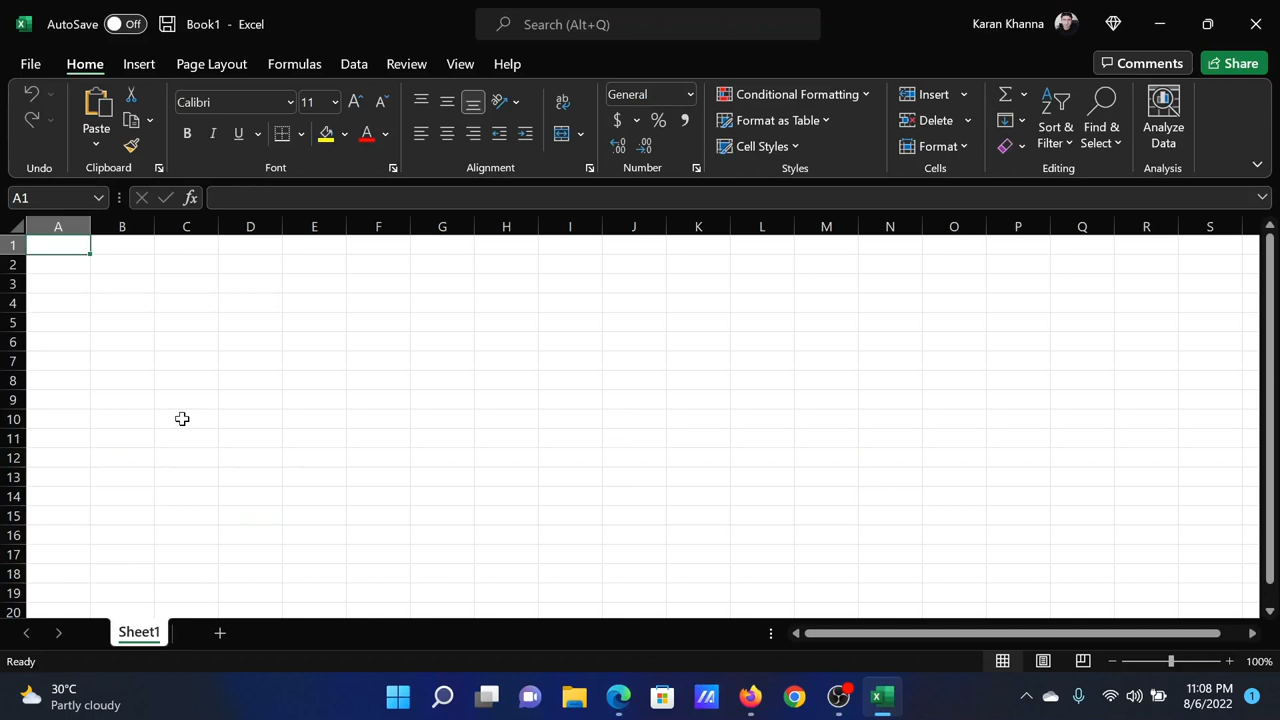 AutoSave Off Book1 - Excel Search (Alt+Q) Karan Khanna
File Home Insert Page Layout Formulas Data Review View Help Comments Share
Calibri 11 General Conditional Formatting Insert
Paste B I U A $ % Format as Table Delete Sort & Find & Analyze
Cell Styles Format Filter Select Data
Undo Clipboard Font Alignment Number Styles Cells Editing Analysis
A1 fx
A B C D E F G H I J K L M N O P Q R S
1
2
3
4
5
6
7
8
9
10
11
12
13
14
15
16
17
18
19
20
Sheet1
Ready 100%
30°C 11:08 PM
Partly cloudy 8/6/2022 1